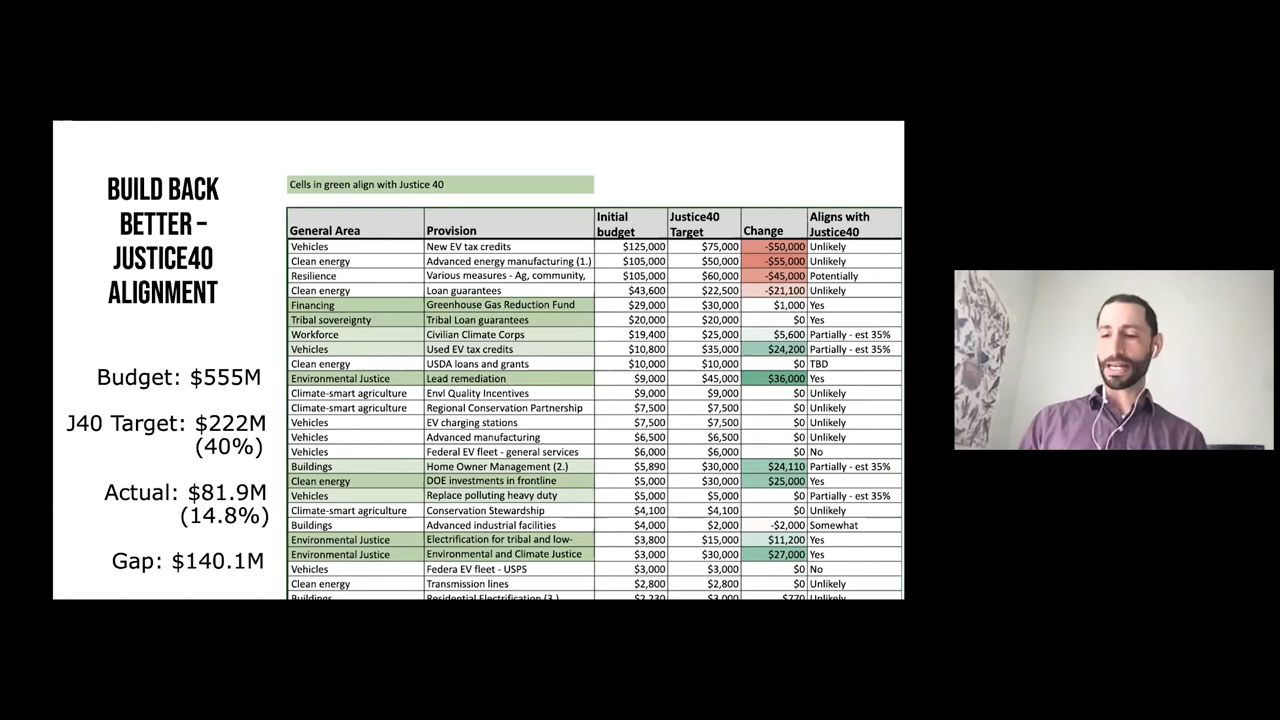 BUILD BACK
BETTER –
JUSTICE40
ALIGNMENT
Budget: $555M
J40 Target: $222M
(40%)
Actual: $81.9M
(14.8%)
Gap: $140.1M
Cells in green align with Justice 40
General Area Provision Initial budget Justice40 Target Change Aligns with Justice40
Vehicles New EV tax credits $125,000 $75,000 -$50,000 Unlikely
Clean energy Advanced energy manufacturing (1.) $105,000 $50,000 -$55,000 Unlikely
Resilience Various measures - Ag, community, $105,000 $60,000 -$45,000 Potentially
Clean energy Loan guarantees $43,600 $22,500 -$21,100 Unlikely
Financing Greenhouse Gas Reduction Fund $29,000 $30,000 $1,000 Yes
Tribal sovereignty Tribal Loan guarantees $20,000 $20,000 $0 Yes
Workforce Civilian Climate Corps $19,400 $25,000 $5,600 Partially - est 35%
Vehicles Used EV tax credits $10,800 $35,000 $24,200 Partially - est 35%
Clean energy USDA loans and grants $10,000 $10,000 $0 TBD
Environmental Justice Lead remediation $9,000 $45,000 $36,000 Yes
Climate-smart agriculture Envl Quality Incentives $9,000 $9,000 $0 Unlikely
Climate-smart agriculture Regional Conservation Partnership $7,500 $7,500 $0 Unlikely
Vehicles EV charging stations $7,500 $7,500 $0 Unlikely
Vehicles Advanced manufacturing $6,500 $6,500 $0 Unlikely
Vehicles Federal EV fleet - general services $6,000 $6,000 $0 No
Buildings Home Owner Management (2.) $5,890 $30,000 $24,110 Partially - est 35%
Clean energy DOE investments in frontline $5,000 $30,000 $25,000 Yes
Vehicles Replace polluting heavy duty $5,000 $5,000 $0 Partially - est 35%
Climate-smart agriculture Conservation Stewardship $4,100 $4,100 $0 Unlikely
Buildings Advanced industrial facilities $4,000 $2,000 -$2,000 Somewhat
Environmental Justice Electrification for tribal and low- $3,800 $15,000 $11,200 Yes
Environmental Justice Environmental and Climate Justice $3,000 $30,000 $27,000 Yes
Vehicles Federa EV fleet - USPS $3,000 $3,000 $0 No
Clean energy Transmission lines $2,800 $2,800 $0 Unlikely
Buildings Residential Electrification (3.) $2,230 $3,000 $770 Unlikely